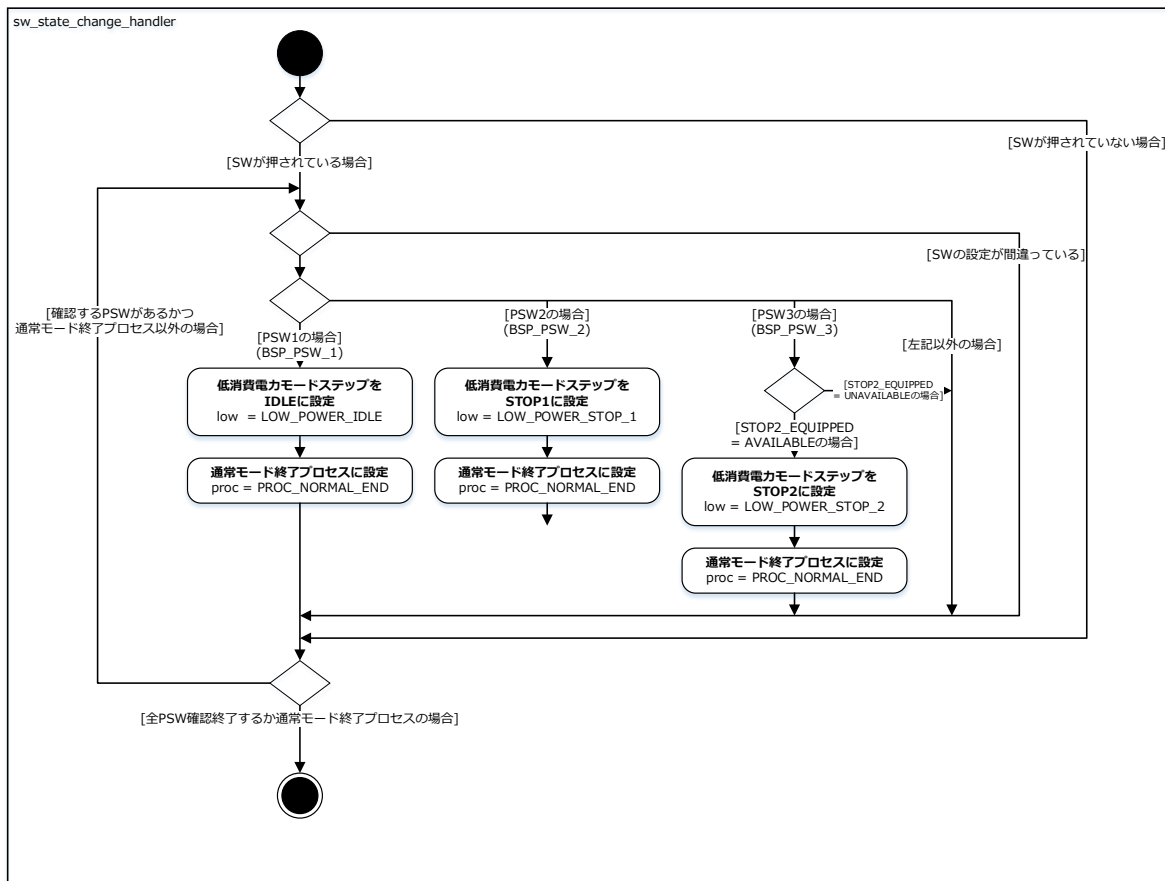 sw_state_change_handler
[SWが押されていない場合]
[SWが押されている場合]
[SWの設定が間違っている]
[確認するPSWがあるかつ
通常モード終了プロセス以外の場合]
[PSW1の場合]
(BSP_PSW_1)
[PSW2の場合]
(BSP_PSW_2)
[PSW3の場合]
(BSP_PSW_3)
[左記以外の場合]
低消費電力モードステップを
IDLEに設定
low  = LOW_POWER_IDLE
低消費電力モードステップを
STOP1に設定
low = LOW_POWER_STOP_1
[STOP2_EQUIPPED
= UNAVAILABLEの場合]
[STOP2_EQUIPPED
= AVAILABLEの場合]
通常モード終了プロセスに設定
proc = PROC_NORMAL_END
通常モード終了プロセスに設定
proc = PROC_NORMAL_END
低消費電力モードステップを
STOP2に設定
low = LOW_POWER_STOP_2
通常モード終了プロセスに設定
proc = PROC_NORMAL_END
[全PSW確認終了するか通常モード終了プロセスの場合]